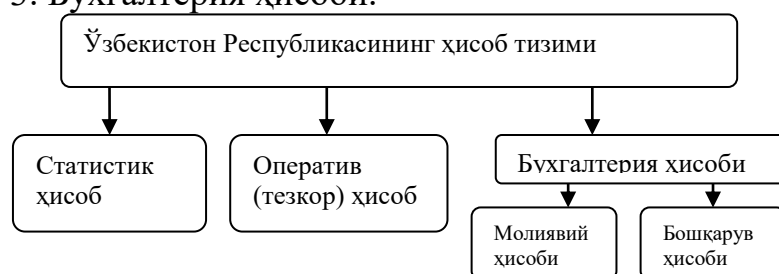 3. Бухгалтерия ҳисоби.
Ўзбекистон Республикасининг ҳисоб тизими
Статистик
ҳисоб
Оператив
(тезкор) ҳисоб
Бухгалтерия ҳисоби
Молиявий
ҳисоби
Бошқарув
ҳисоби